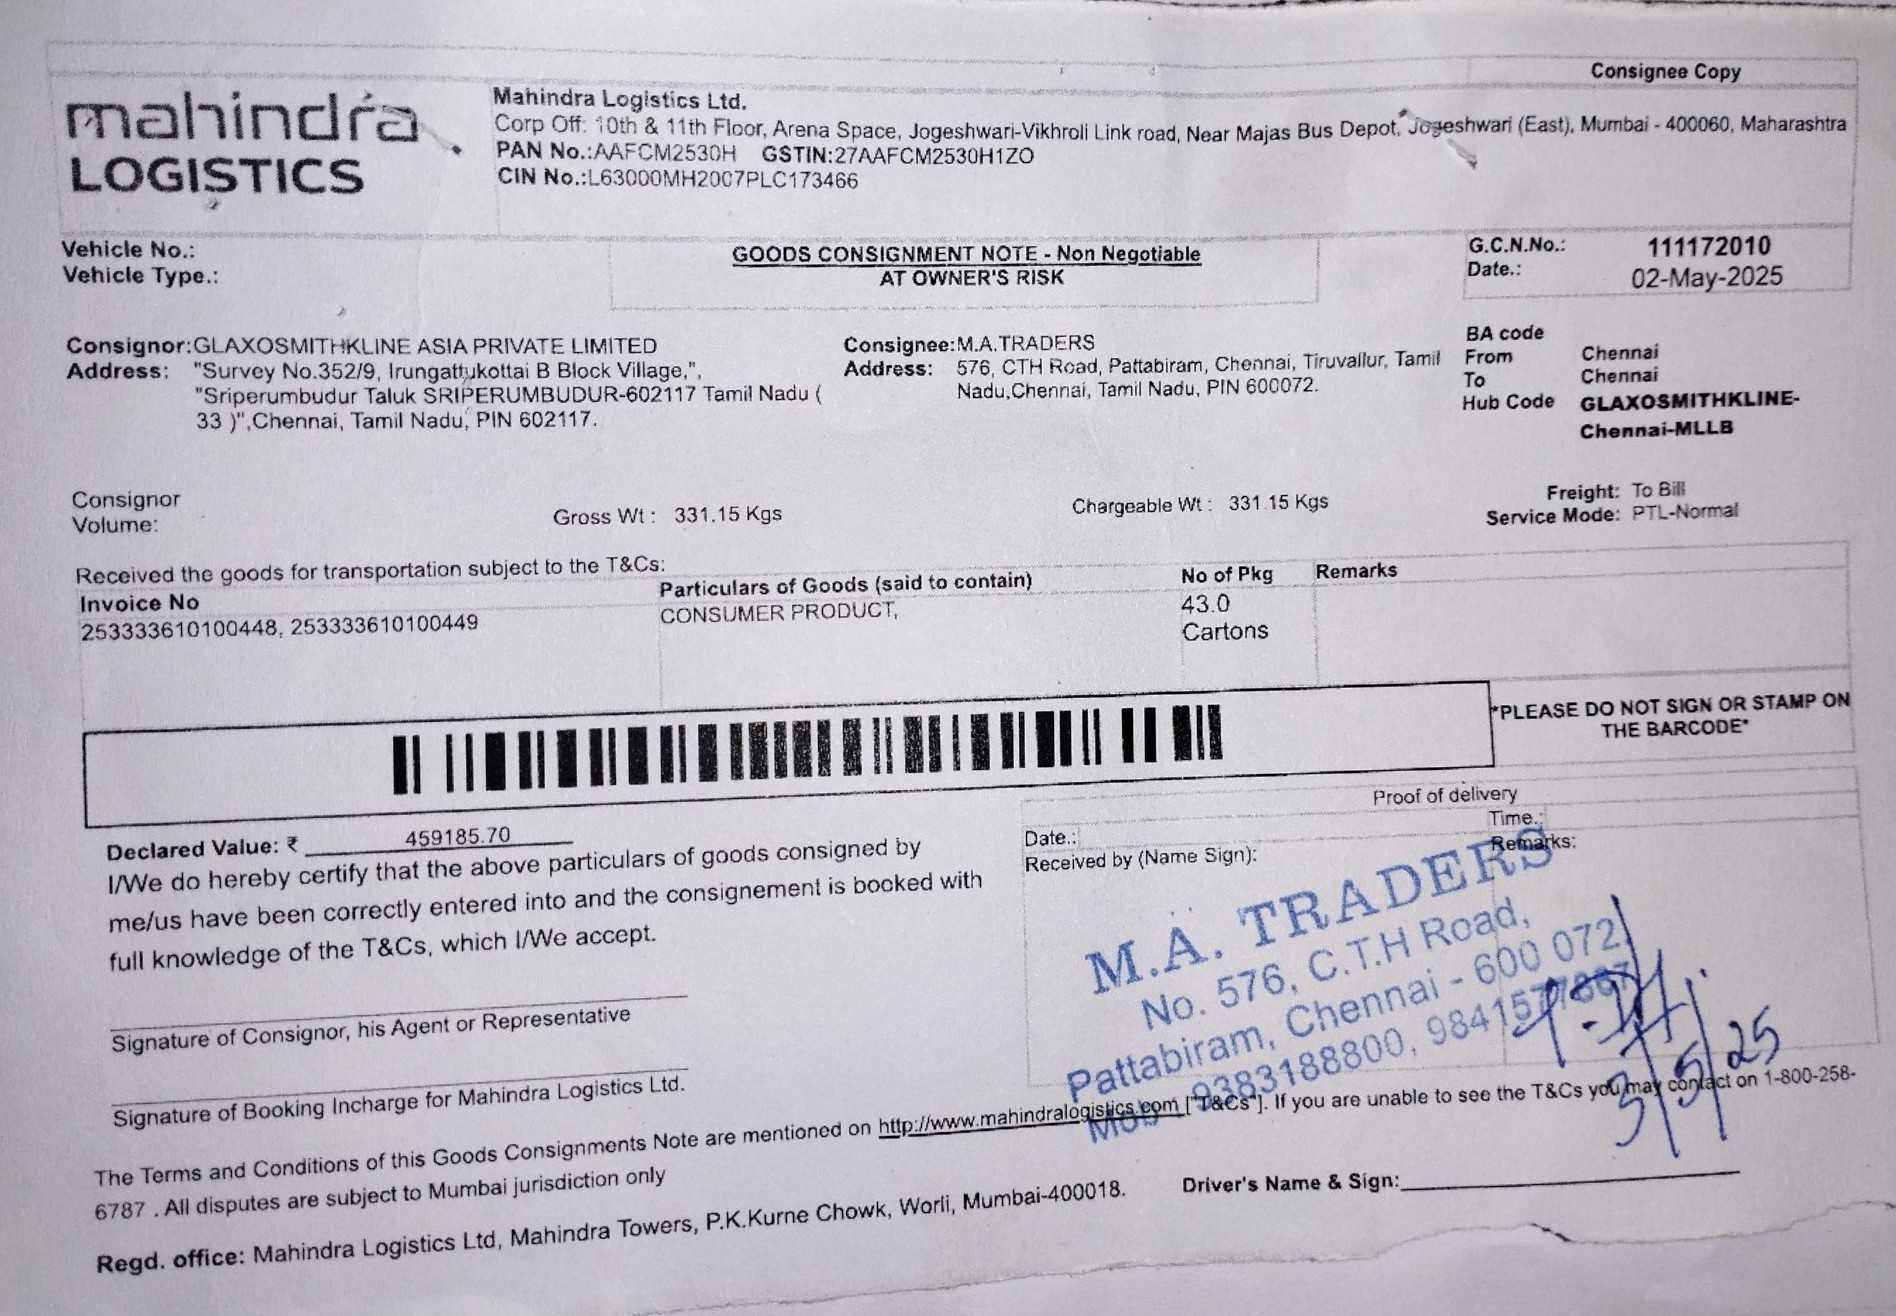 Consignee Copy
mahindra
LOGISTICS
Mahindra Logistics Ltd.
Corp Off: 10th & 11th Floor, Arena Space, Jogeshwari-Vikhroli Link road, Near Majas Bus Depot, Jogeshwari (East), Mumbai - 400060, Maharashtra
PAN No.:AAFCM2530H GSTIN:27AAFCM2530H1ZO
CIN No.:L63000MH2007PLC173466
Vehicle No.:
Vehicle Type.:
GOODS CONSIGNMENT NOTE - Non Negotiable
AT OWNER'S RISK
G.C.N.No.: 111172010
Date.: 02-May-2025
Consignor:GLAXOSMITHKLINE ASIA PRIVATE LIMITED
Address: "Survey No.352/9, Irungattukottai B Block Village,",
"Sriperumbudur Taluk SRIPERUMBUDUR-602117 Tamil Nadu (
33 )",Chennai, Tamil Nadu, PIN 602117.
Consignee:M.A.TRADERS
Address: 576, CTH Road, Pattabiram, Chennai, Tiruvallur, Tamil
Nadu,Chennai, Tamil Nadu, PIN 600072.
BA code
From Chennai
To Chennai
Hub Code GLAXOSMITHKLINE-
Chennai-MLLB
Consignor
Volume:
Gross Wt : 331.15 Kgs
Chargeable Wt : 331.15 Kgs
Freight: To Bill
Service Mode: PTL-Normal
Received the goods for transportation subject to the T&Cs:
Invoice No Particulars of Goods (said to contain) No of Pkg Remarks
253333610100448, 253333610100449 CONSUMER PRODUCT, 43.0
Cartons
*PLEASE DO NOT SIGN OR STAMP ON
THE BARCODE*
Declared Value: ₹ 459185.70
I/We do hereby certify that the above particulars of goods consigned by
me/us have been correctly entered into and the consignement is booked with
full knowledge of the T&Cs, which I/We accept.
Proof of delivery
Date.: Time.:
Received by (Name Sign): Remarks:
M.A. TRADERS
No. 576, C.T.H Road,
Pattabiram, Chennai - 600 072.
Mob 9383188800, 9841577867
3/5/25
Signature of Consignor, his Agent or Representative
Signature of Booking Incharge for Mahindra Logistics Ltd.
The Terms and Conditions of this Goods Consignments Note are mentioned on http://www.mahindralogistics.com ["T&Cs"]. If you are unable to see the T&Cs you may contact on 1-800-258-
6787 . All disputes are subject to Mumbai jurisdiction only
Driver's Name & Sign:
Regd. office: Mahindra Logistics Ltd, Mahindra Towers, P.K.Kurne Chowk, Worli, Mumbai-400018.